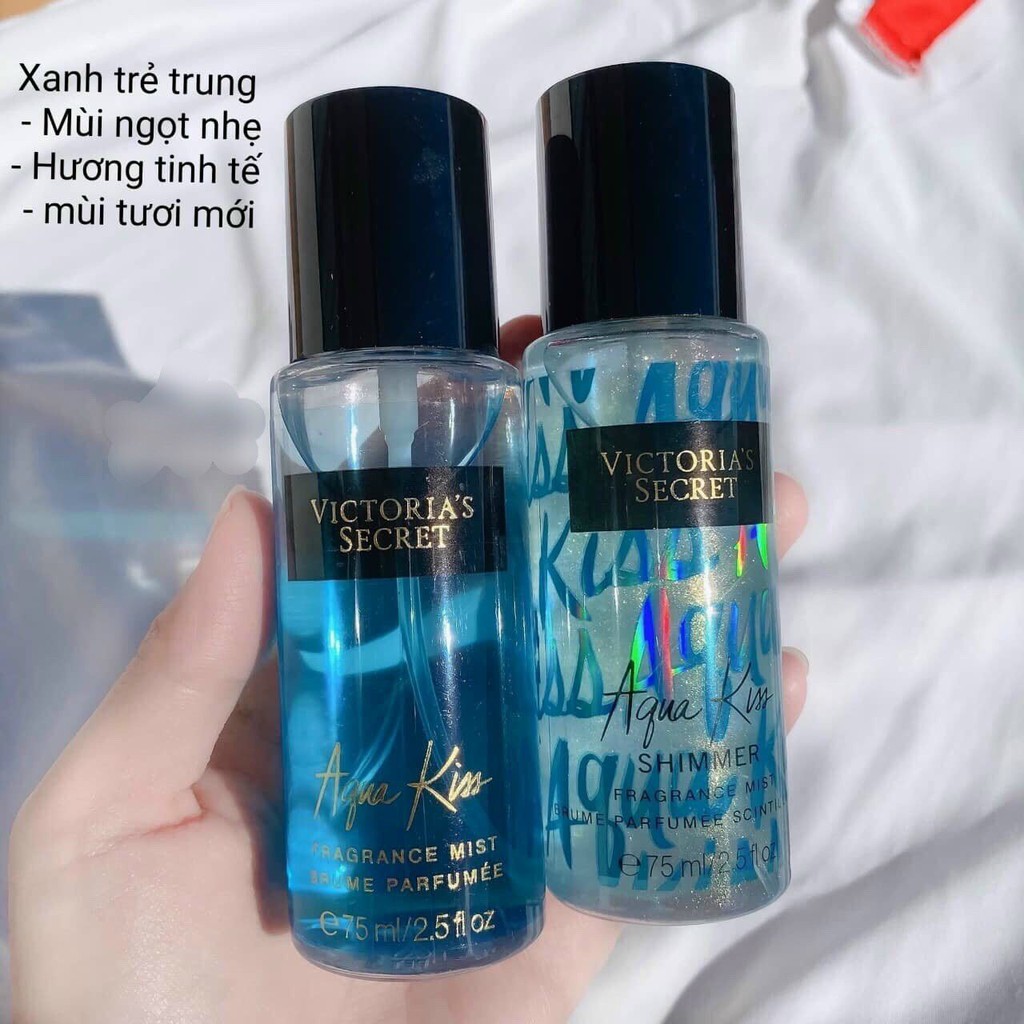 Xanh trẻ trung
- Mùi ngọt nhẹ
- Hương tinh tế
- mùi tươi mới
VICTORIA'S
SECRET
Aqua Kiss
FRAGRANCE MIST
BRUME PARFUMÉE
℮75 ml/2.5 fl oz
VICTORIA'S
SECRET
Aqua Kiss
SHIMMER
FRAGRANCE MIST
BRUME PARFUMÉE
℮75 ml/2.5 fl oz